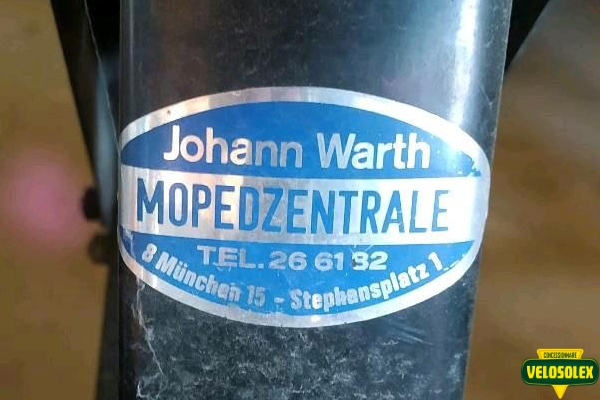 Johann Warth
MOPEDZENTRALE
TEL. 26 61 32
8 München 15 - Stephansplatz 1
CONCESSIONNAIRE
VELOSOLEX